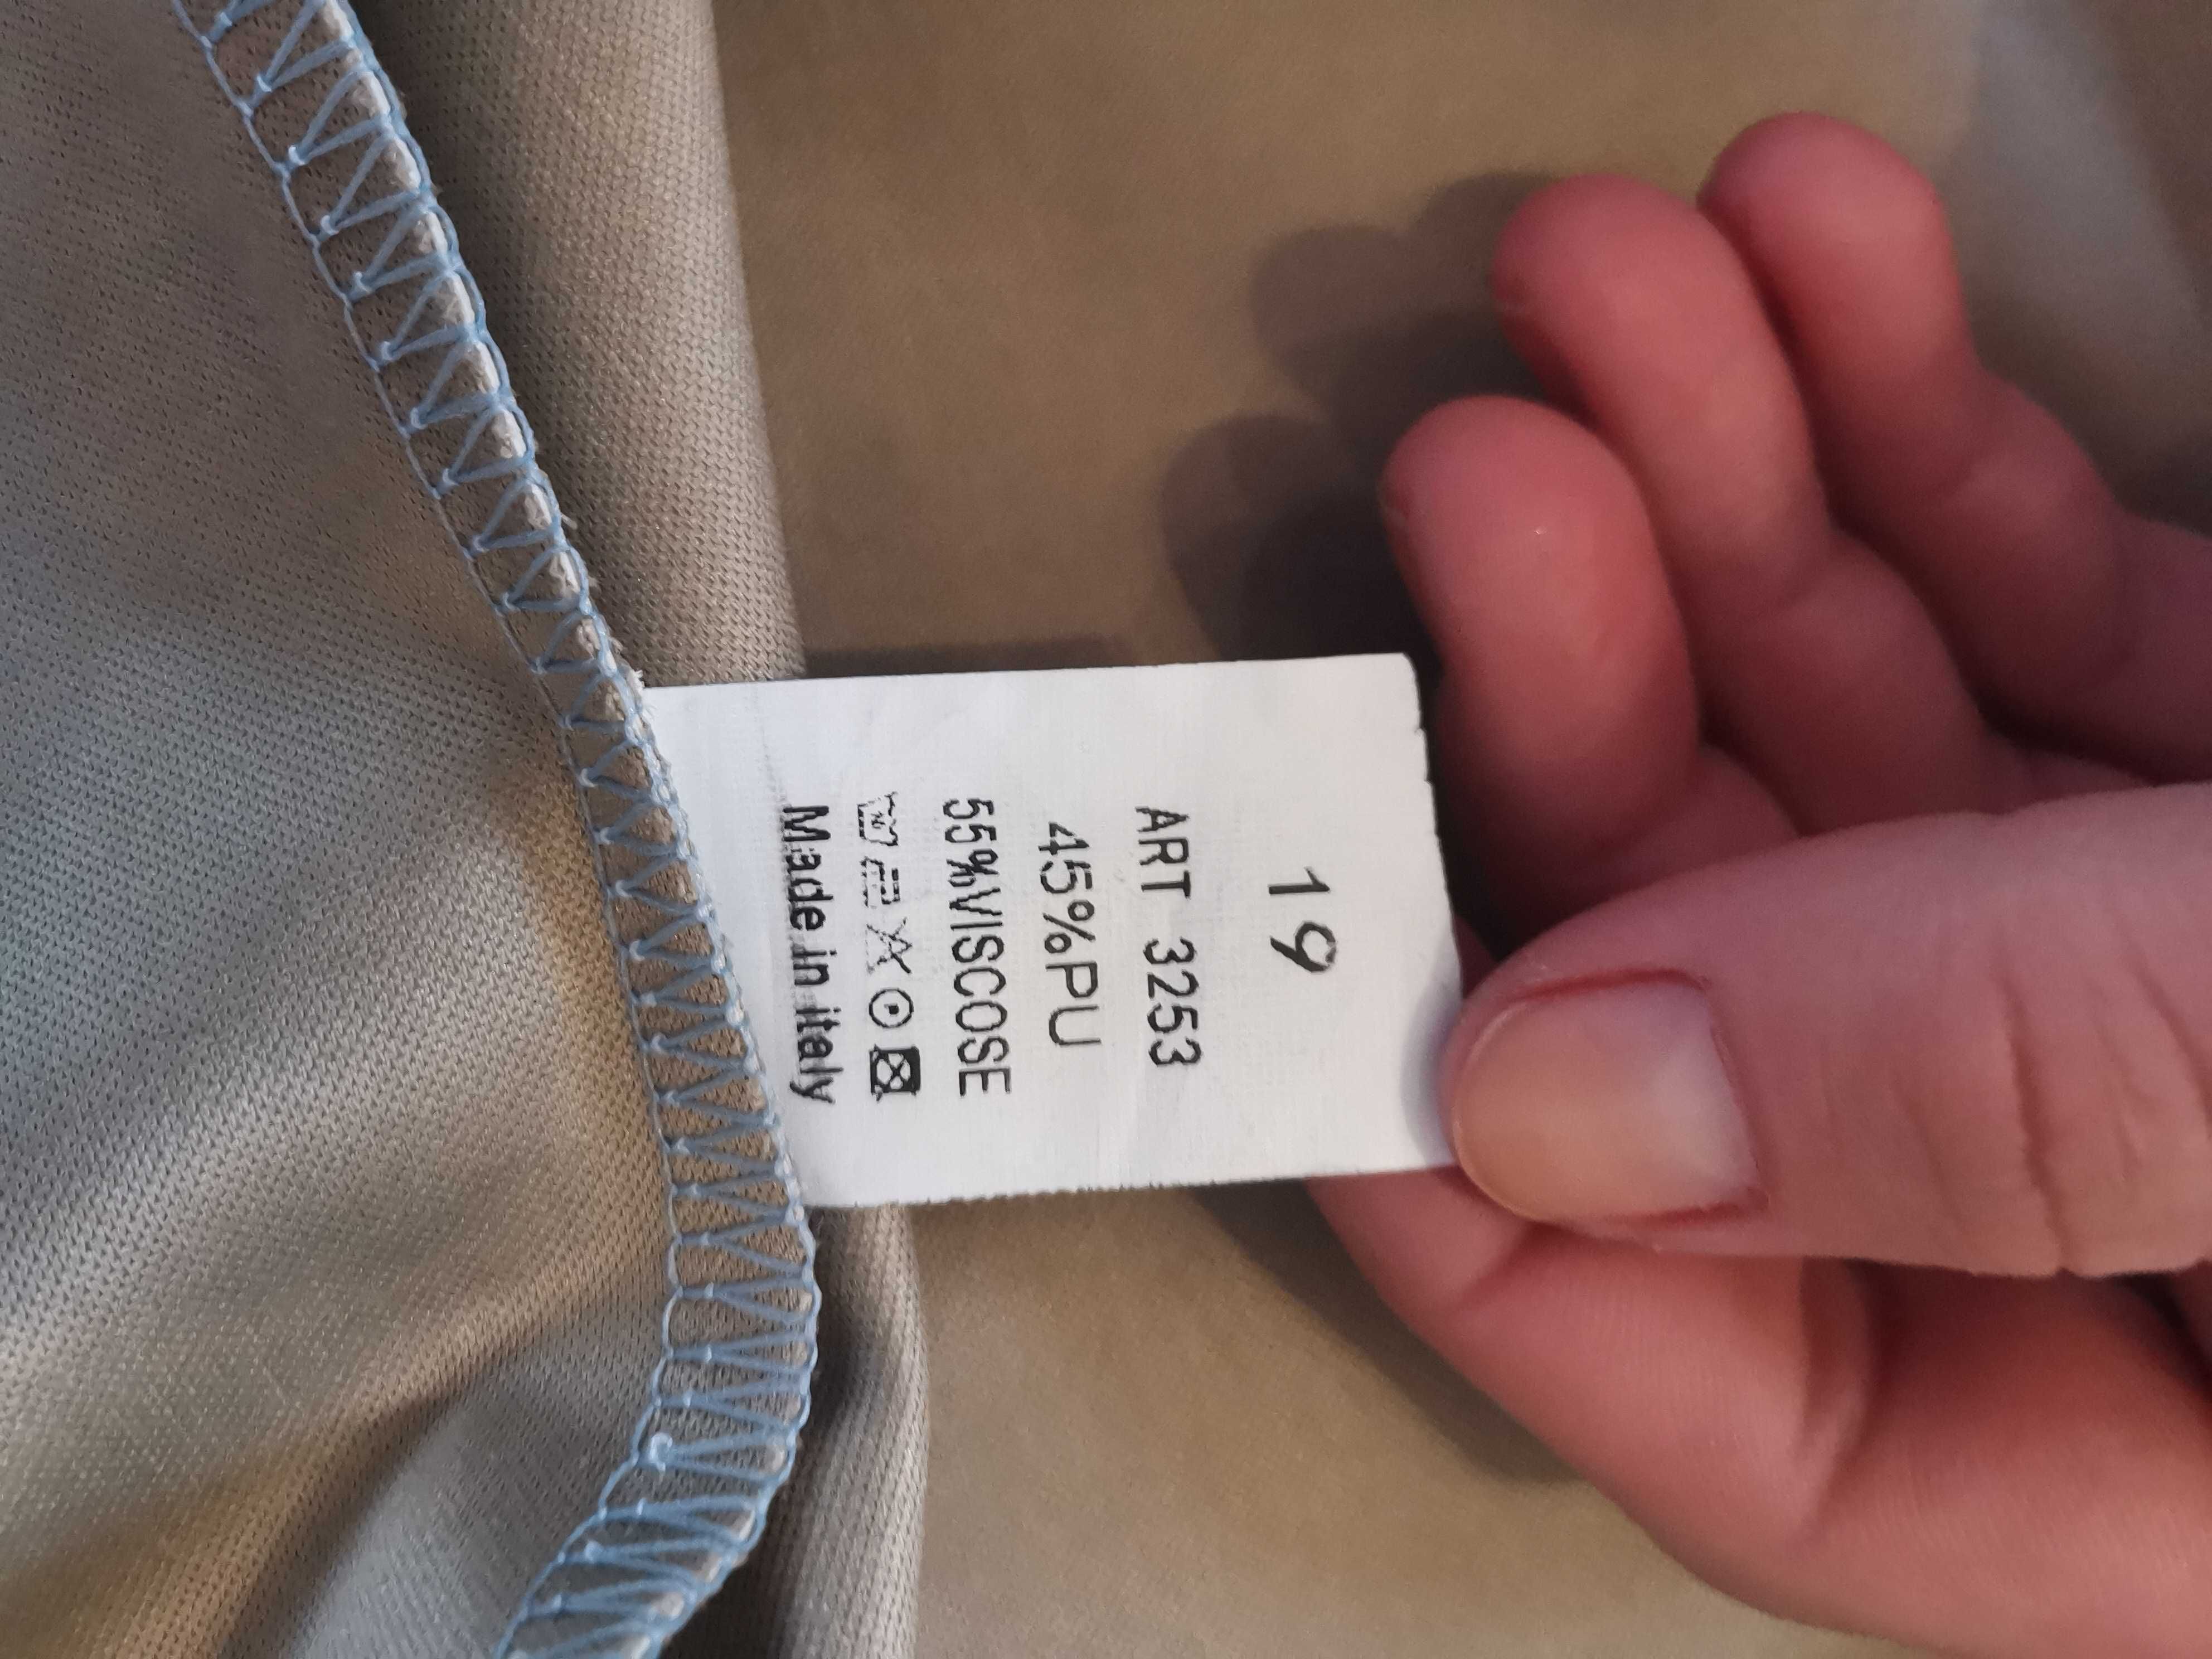 19
ART 3253
45%PU
55%VISCOSE
Made in italy